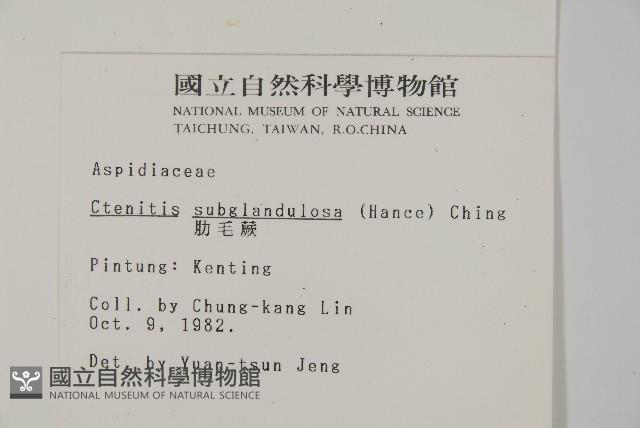 國立自然科學博物館
NATIONAL MUSEUM OF NATURAL SCIENCE
TAICHUNG, TAIWAN, R.O.CHINA
Aspidiaceae
Ctenitis subglandulosa (Hance) Ching
肋毛蕨
Pintung: Kenting
Coll. by Chung-kang Lin
Oct. 9, 1982.
Det. by Yuan-tsun Jeng
國立自然科學博物館
NATIONAL MUSEUM OF NATURAL SCIENCE